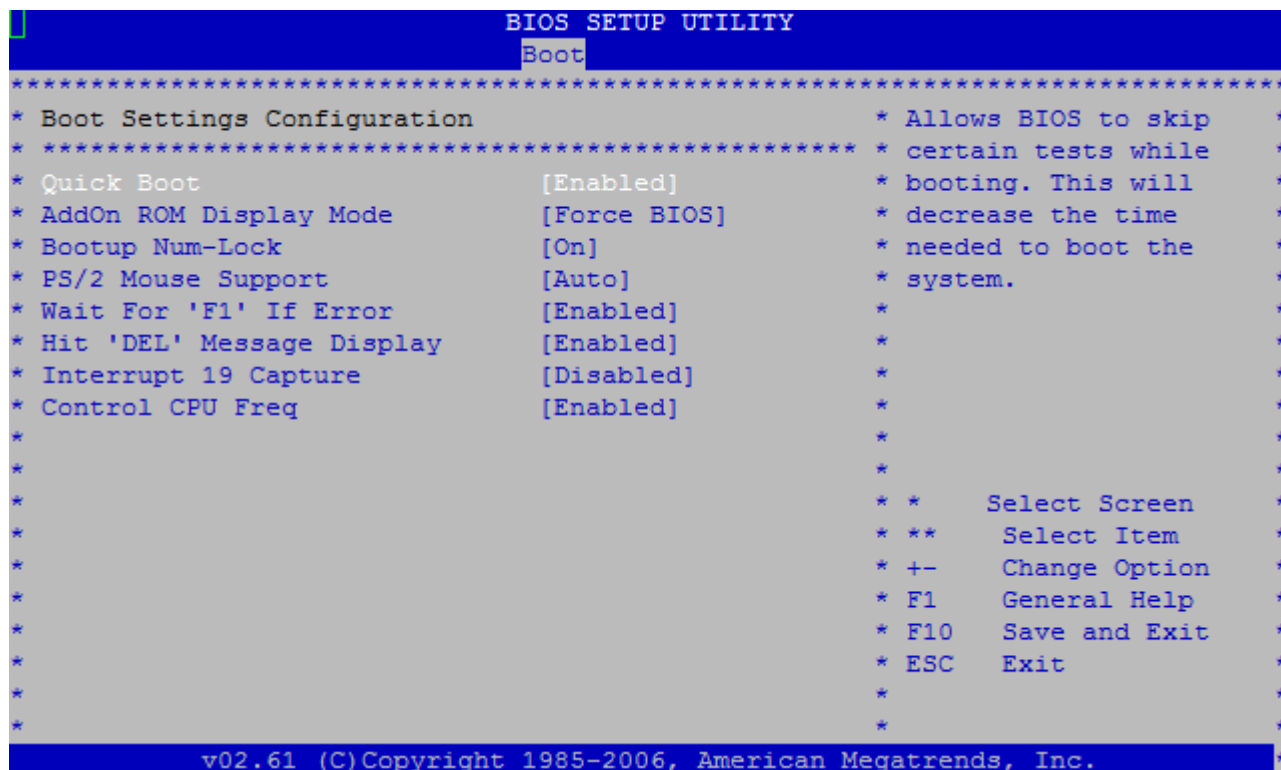 BIOS SETUP UTILITY
Boot
********************************************************************************
* Boot Settings Configuration * Allows BIOS to skip *
* *************************************************** * certain tests while *
* Quick Boot [Enabled] * booting. This will *
* AddOn ROM Display Mode [Force BIOS] * decrease the time *
* Bootup Num-Lock [On] * needed to boot the *
* PS/2 Mouse Support [Auto] * system. *
* Wait For 'F1' If Error [Enabled] * *
* Hit 'DEL' Message Display [Enabled] * *
* Interrupt 19 Capture [Disabled] * *
* Control CPU Freq [Enabled] * *
* * *
* * *
* * * Select Screen *
* * ** Select Item *
* * +- Change Option *
* * F1 General Help *
* * F10 Save and Exit *
* * ESC Exit *
* * *
* * *
v02.61 (C)Copyright 1985-2006, American Megatrends, Inc.